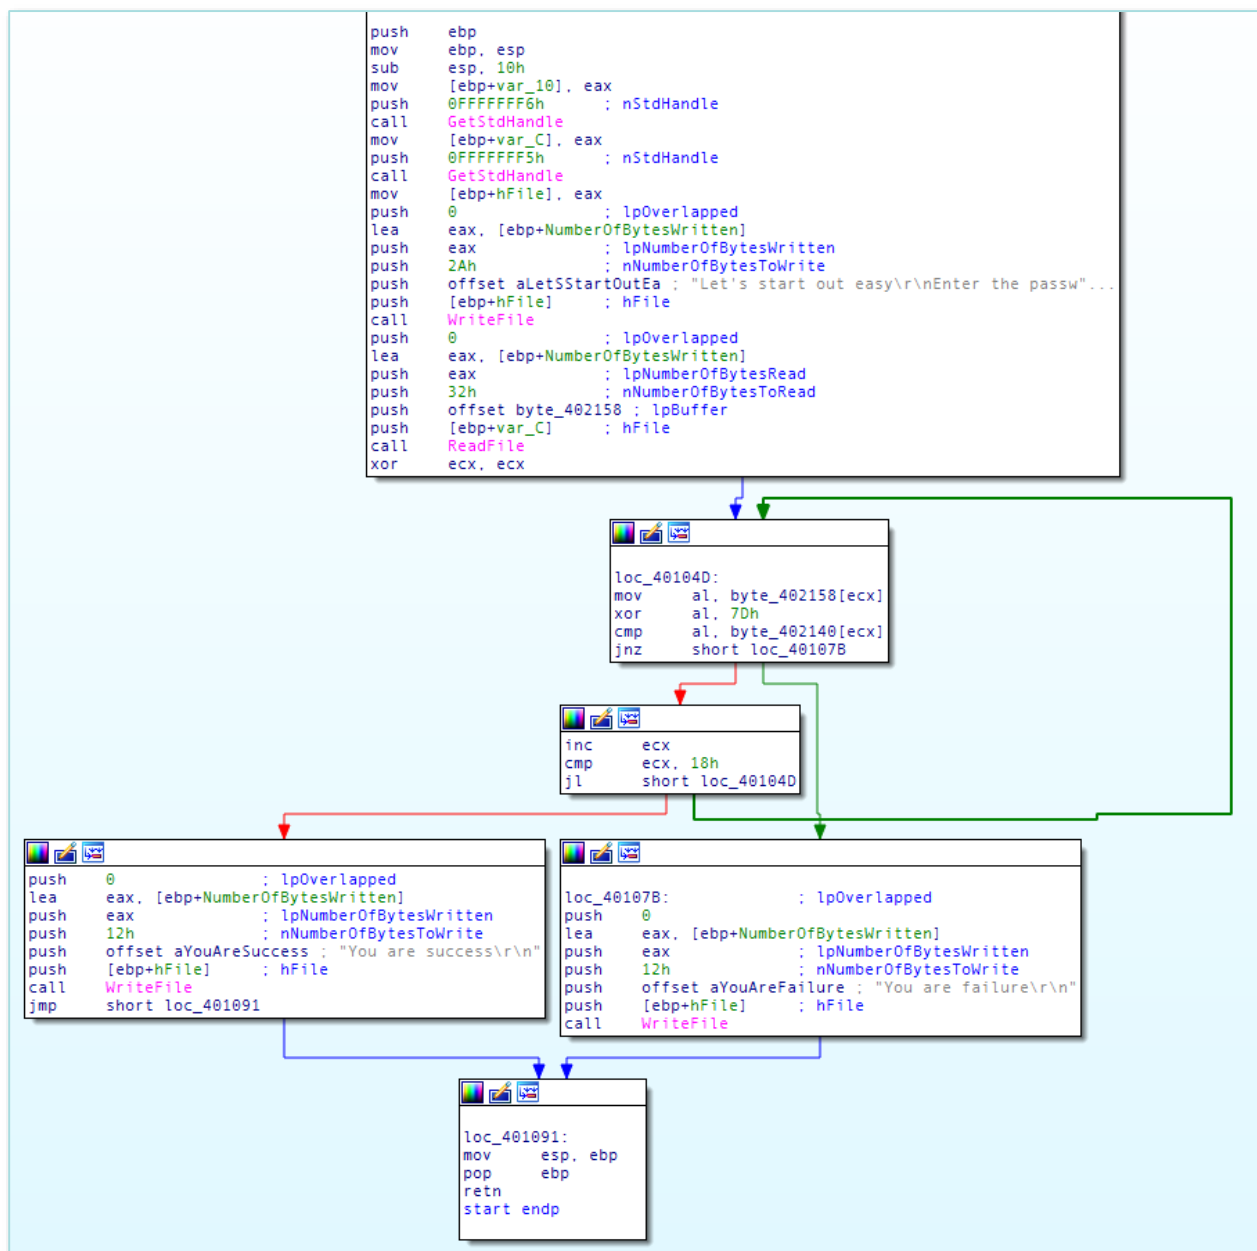 push ebp
mov ebp, esp
sub esp, 10h
mov [ebp+var_10], eax
push 0FFFFFFF6h ; nStdHandle
call GetStdHandle
mov [ebp+var_C], eax
push 0FFFFFFF5h ; nStdHandle
call GetStdHandle
mov [ebp+hFile], eax
push 0 ; lpOverlapped
lea eax, [ebp+NumberOfBytesWritten]
push eax ; lpNumberOfBytesWritten
push 2Ah ; nNumberOfBytesToWrite
push offset aLetSStartOutEa ; "Let's start out easy\r\nEnter the passw"...
push [ebp+hFile] ; hFile
call WriteFile
push 0 ; lpOverlapped
lea eax, [ebp+NumberOfBytesWritten]
push eax ; lpNumberOfBytesRead
push 32h ; nNumberOfBytesToRead
push offset byte_402158 ; lpBuffer
push [ebp+var_C] ; hFile
call ReadFile
xor ecx, ecx
loc_40104D:
mov al, byte_402158[ecx]
xor al, 7Dh
cmp al, byte_402140[ecx]
jnz short loc_40107B
inc ecx
cmp ecx, 18h
jl short loc_40104D
push 0 ; lpOverlapped
lea eax, [ebp+NumberOfBytesWritten]
push eax ; lpNumberOfBytesWritten
push 12h ; nNumberOfBytesToWrite
push offset aYouAreSuccess ; "You are success\r\n"
push [ebp+hFile] ; hFile
call WriteFile
jmp short loc_401091
loc_40107B: ; lpOverlapped
push 0
lea eax, [ebp+NumberOfBytesWritten]
push eax ; lpNumberOfBytesWritten
push 12h ; nNumberOfBytesToWrite
push offset aYouAreFailure ; "You are failure\r\n"
push [ebp+hFile] ; hFile
call WriteFile
loc_401091:
mov esp, ebp
pop ebp
retn
start endp